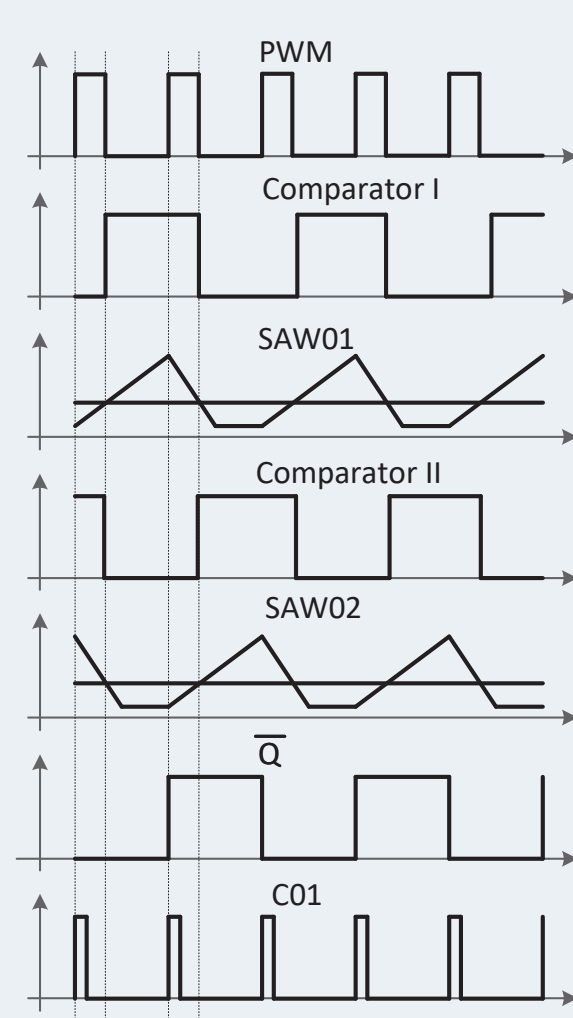 PWM
Comparator I
SAW01
Comparator II
SAW02
Q̅
C01